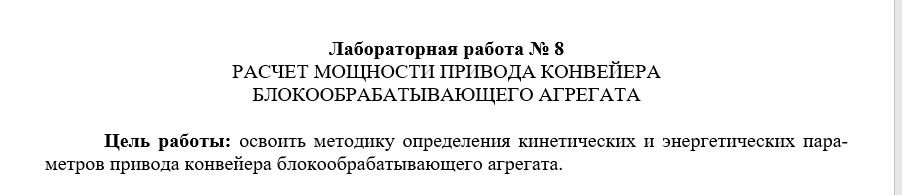 Лабораторная работа № 8
РАСЧЕТ МОЩНОСТИ ПРИВОДА КОНВЕЙЕРА
БЛОКООБРАБАТЫВАЮЩЕГО АГРЕГАТА
Цель работы: освоить методику определения кинетических и энергетических пара-
метров привода конвейера блокообрабатывающего агрегата.